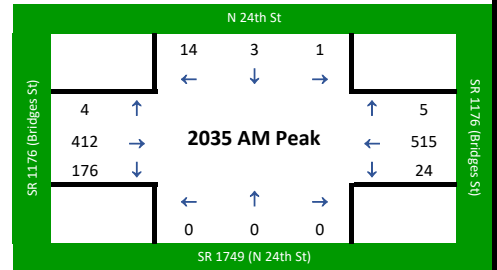 N 24th St
14 3 1
← ↓ →
SR 1176 (Bridges St)
4 ↑ ↑ 5
412 → 2035 AM Peak ← 515
176 ↓ ↓ 24
SR 1176 (Bridges St)
← ↑ →
0 0 0
SR 1749 (N 24th St)